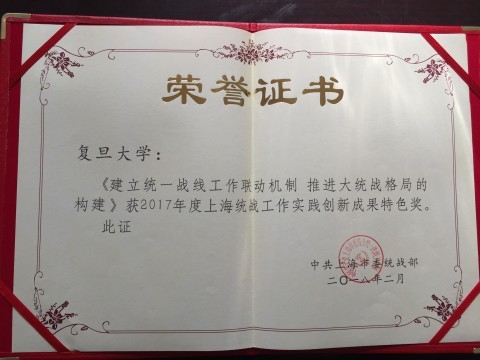 荣誉证书
复旦大学：
《建立统一战线工作联动机制 推进大统战格局的
构建》获2017年度上海统战工作实践创新成果特色奖。
此证
中共上海市委统战部
二〇一八年二月